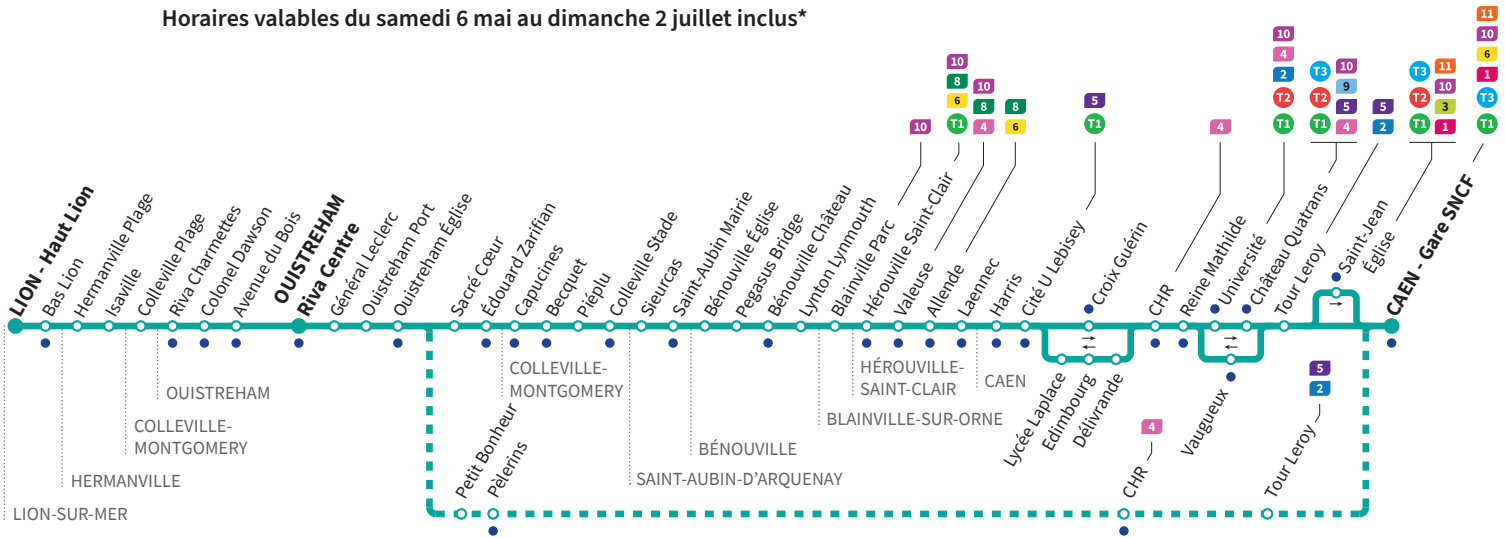 Horaires valables du samedi 6 mai au dimanche 2 juillet inclus*
LION - Haut Lion
Bas Lion
Hermanville Plage
Isaville
Colleville Plage
Riva Charmettes
Colonel Dawson
Avenue du Bois
OUISTREHAM
Riva Centre
Général Leclerc
Ouistreham Port
Ouistreham Église
Sacré Cœur
Édouard Zarifian
Capucines
Becquet
Piéplu
Colleville Stade
Sieurcas
Saint-Aubin Mairie
Bénouville Église
Pegasus Bridge
Bénouville Château
Lynton Lynmouth
Blainville Parc
10
Hérouville Saint-Clair
10
8
6
T1
Valeuse
10
8
4
Allende
Laennec
8
6
Harris
Cité U Lebisey
Croix Guérin
5
T1
CHR
4
Reine Mathilde
Université
10
4
2
T2
T1
Château Quatrans
T3 10
T2 9
5
T1 4
Tour Leroy
5
2
Saint-Jean
Église
T3 11
T2 10
3
T1 1
CAEN - Gare SNCF
11
10
6
1
T3
T1
Lycée Laplace
Edimbourg
Délivrande
Vaugueux
Petit Bonheur
Pèlerins
CHR
4
Tour Leroy
5
2
LION-SUR-MER
HERMANVILLE
COLLEVILLE-
MONTGOMERY
OUISTREHAM
COLLEVILLE-
MONTGOMERY
SAINT-AUBIN-D'ARQUENAY
BÉNOUVILLE
BLAINVILLE-SUR-ORNE
HÉROUVILLE-
SAINT-CLAIR
CAEN